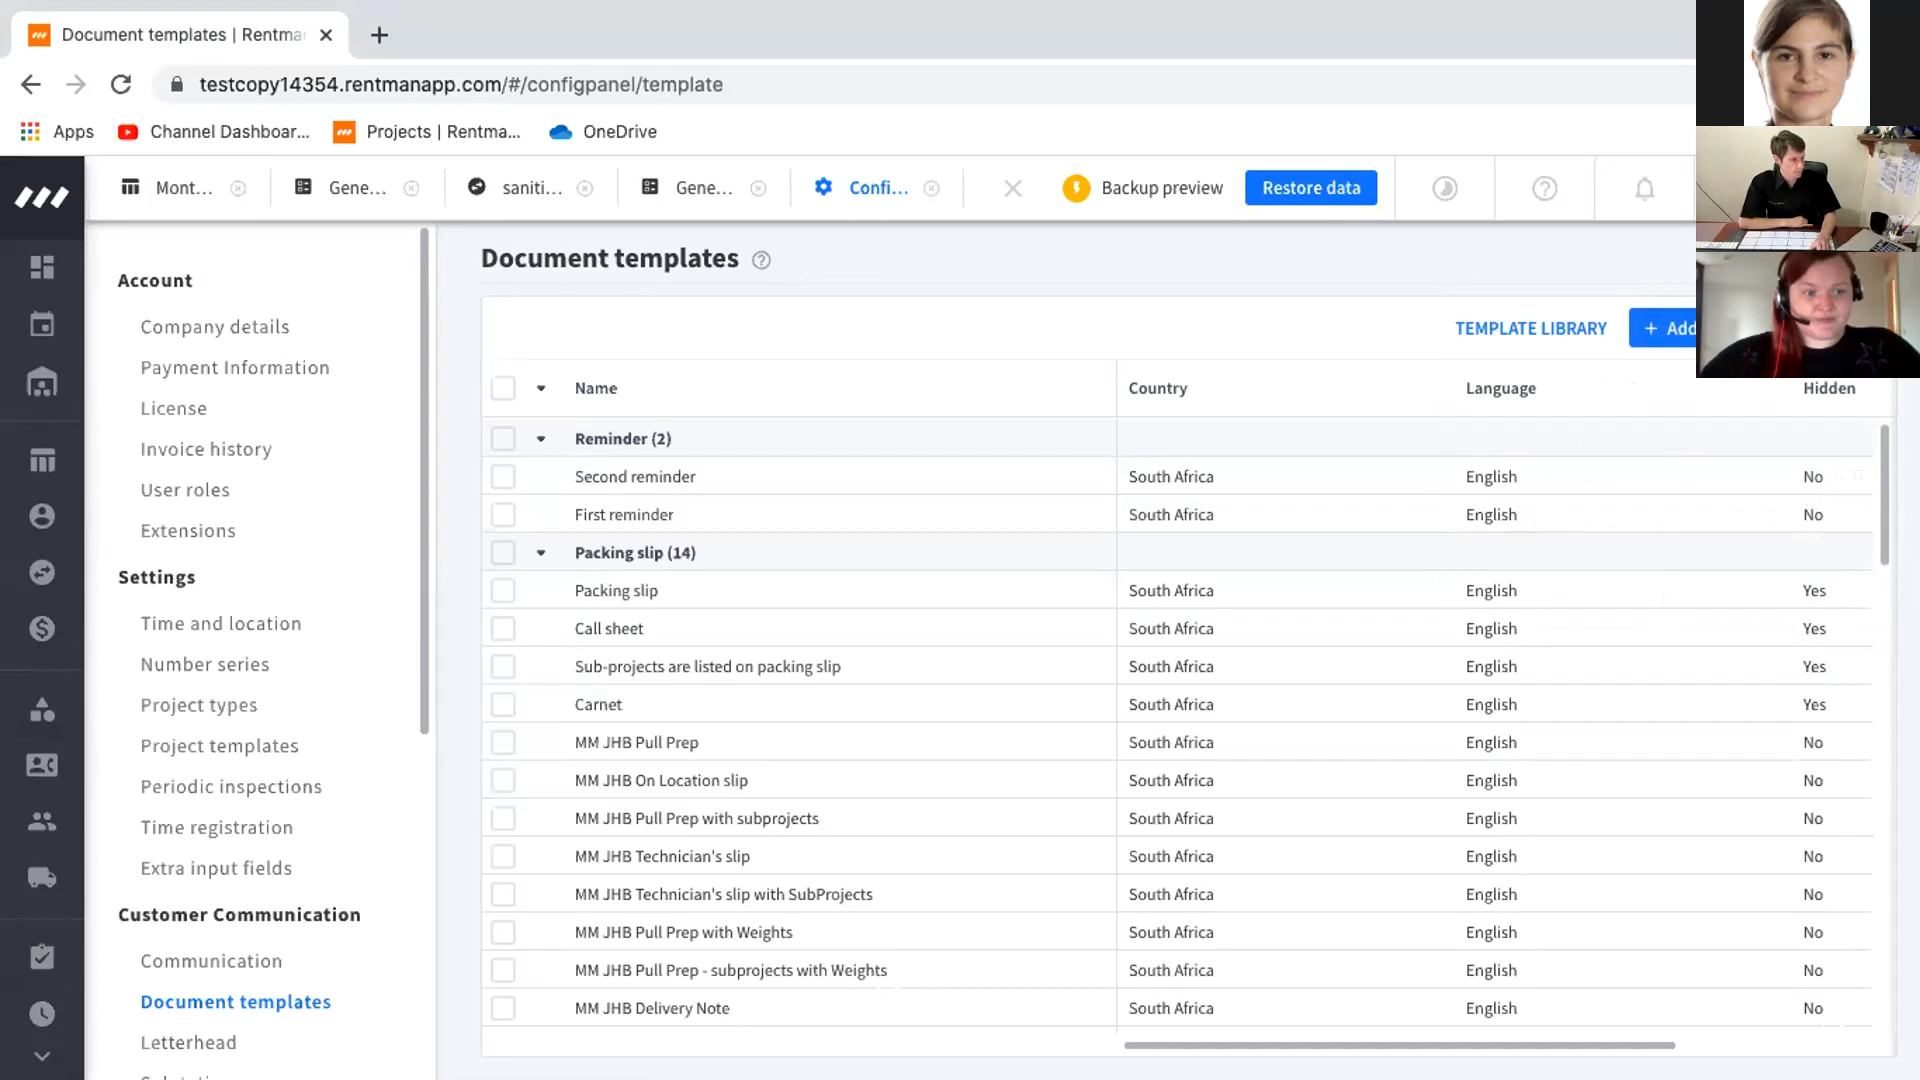 Document templates | Rentma
testcopy14354.rentmanapp.com/#/configpanel/template
Apps
Channel Dashboar...
Projects | Rentma...
OneDrive
Mont...
Gene...
saniti...
Gene...
Confi...
Backup preview
Restore data
Account
Company details
Payment Information
License
Invoice history
User roles
Extensions
Settings
Time and location
Number series
Project types
Project templates
Periodic inspections
Time registration
Extra input fields
Customer Communication
Communication
Document templates
Letterhead
Document templates
TEMPLATE LIBRARY
+ Add
Name Country Language Hidden
Reminder (2)
Second reminder South Africa English No
First reminder South Africa English No
Packing slip (14)
Packing slip South Africa English Yes
Call sheet South Africa English Yes
Sub-projects are listed on packing slip South Africa English Yes
Carnet South Africa English Yes
MM JHB Pull Prep South Africa English No
MM JHB On Location slip South Africa English No
MM JHB Pull Prep with subprojects South Africa English No
MM JHB Technician's slip South Africa English No
MM JHB Technician's slip with SubProjects South Africa English No
MM JHB Pull Prep with Weights South Africa English No
MM JHB Pull Prep - subprojects with Weights South Africa English No
MM JHB Delivery Note South Africa English No